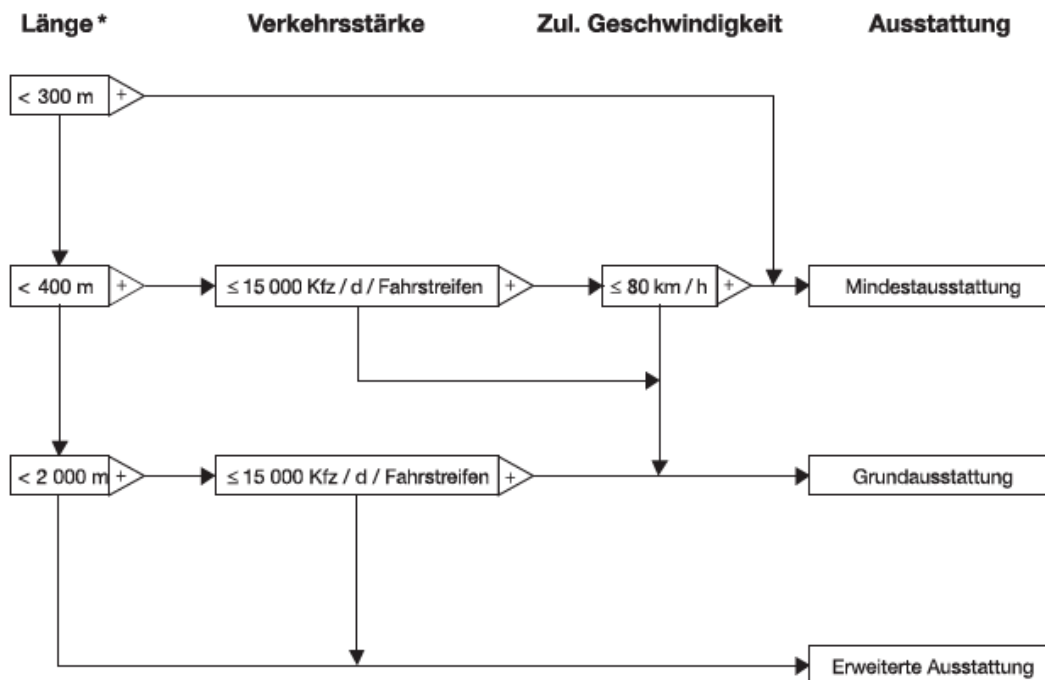 Länge * Verkehrsstärke Zul. Geschwindigkeit Ausstattung
< 300 m +
< 400 m + ≤ 15 000 Kfz / d / Fahrstreifen + ≤ 80 km / h + Mindestausstattung
< 2 000 m + ≤ 15 000 Kfz / d / Fahrstreifen + Grundausstattung
Erweiterte Ausstattung